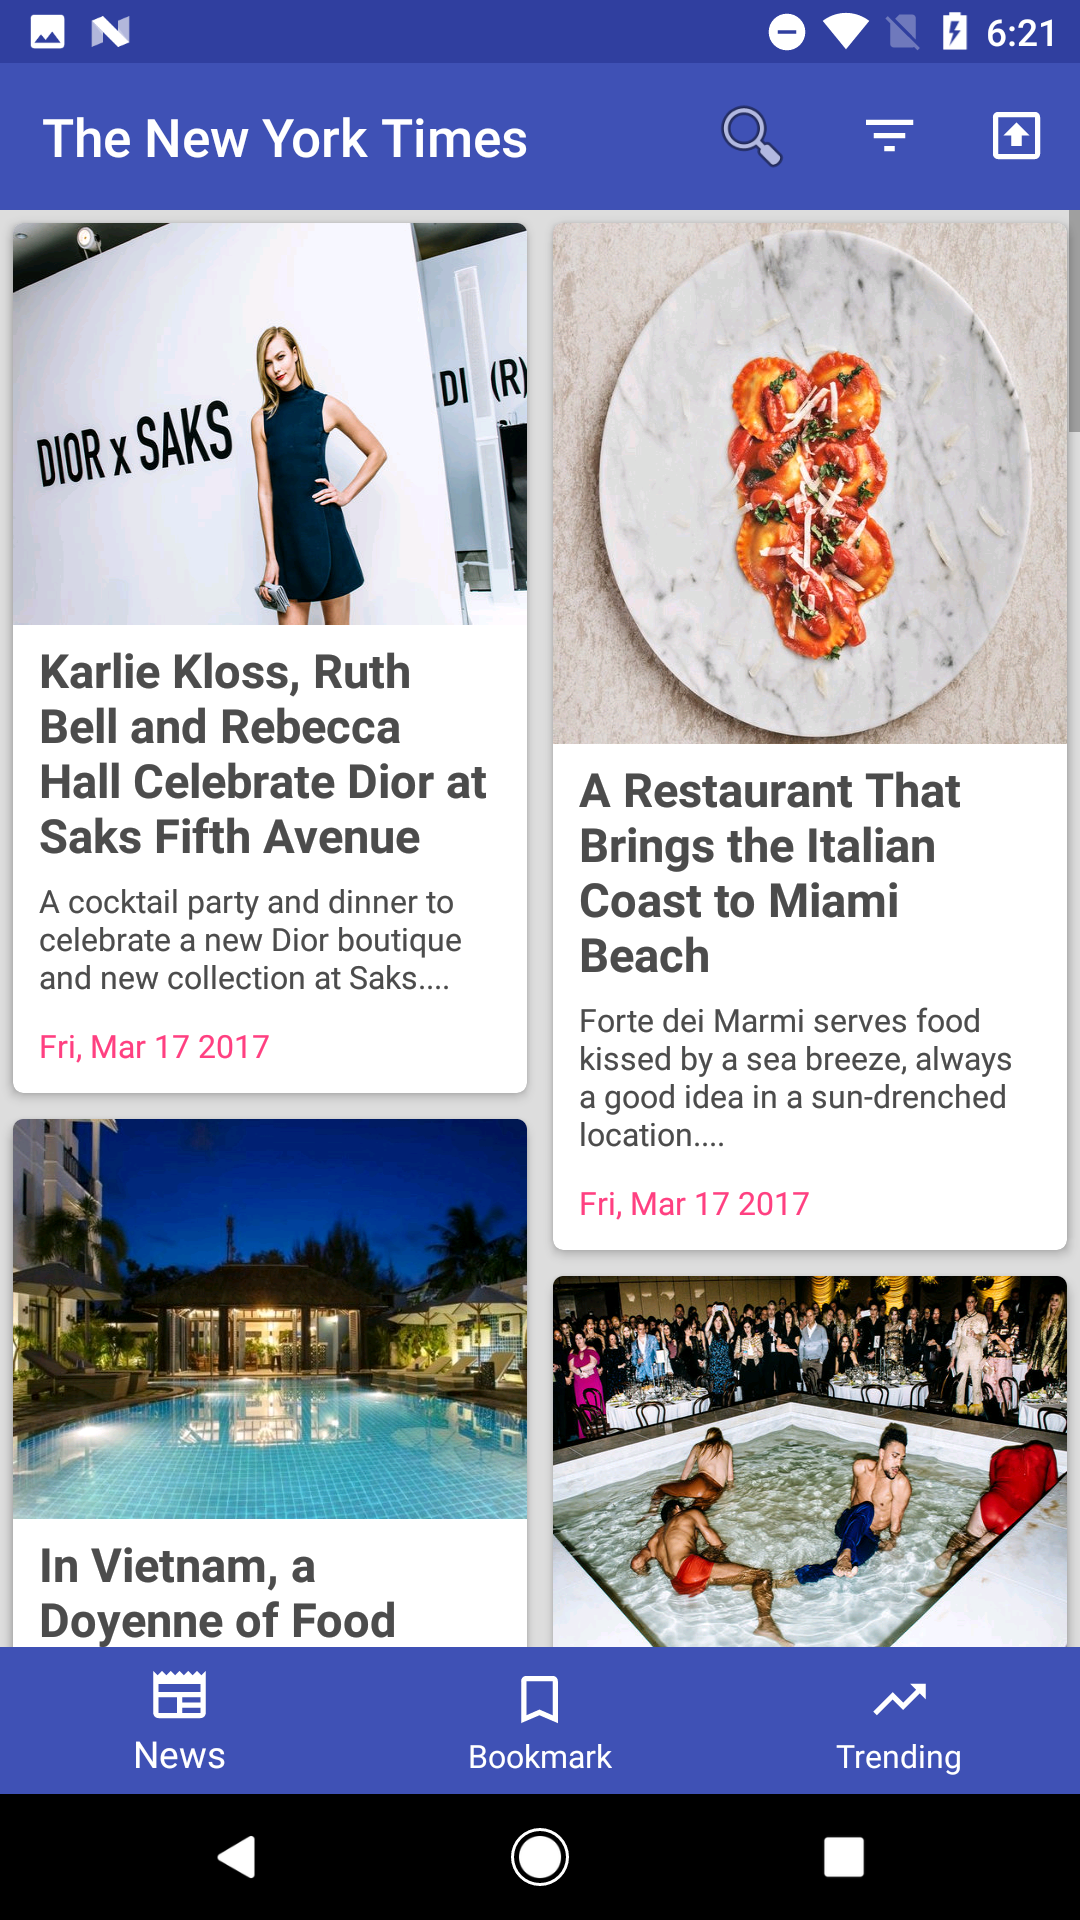 6:21
The New York Times
DIOR x SAKS
DI (R)
Karlie Kloss, Ruth
Bell and Rebecca
Hall Celebrate Dior at
Saks Fifth Avenue
A cocktail party and dinner to
celebrate a new Dior boutique
and new collection at Saks....
Fri, Mar 17 2017
A Restaurant That
Brings the Italian
Coast to Miami
Beach
Forte dei Marmi serves food
kissed by a sea breeze, always
a good idea in a sun-drenched
location....
Fri, Mar 17 2017
In Vietnam, a
Doyenne of Food
News
Bookmark
Trending